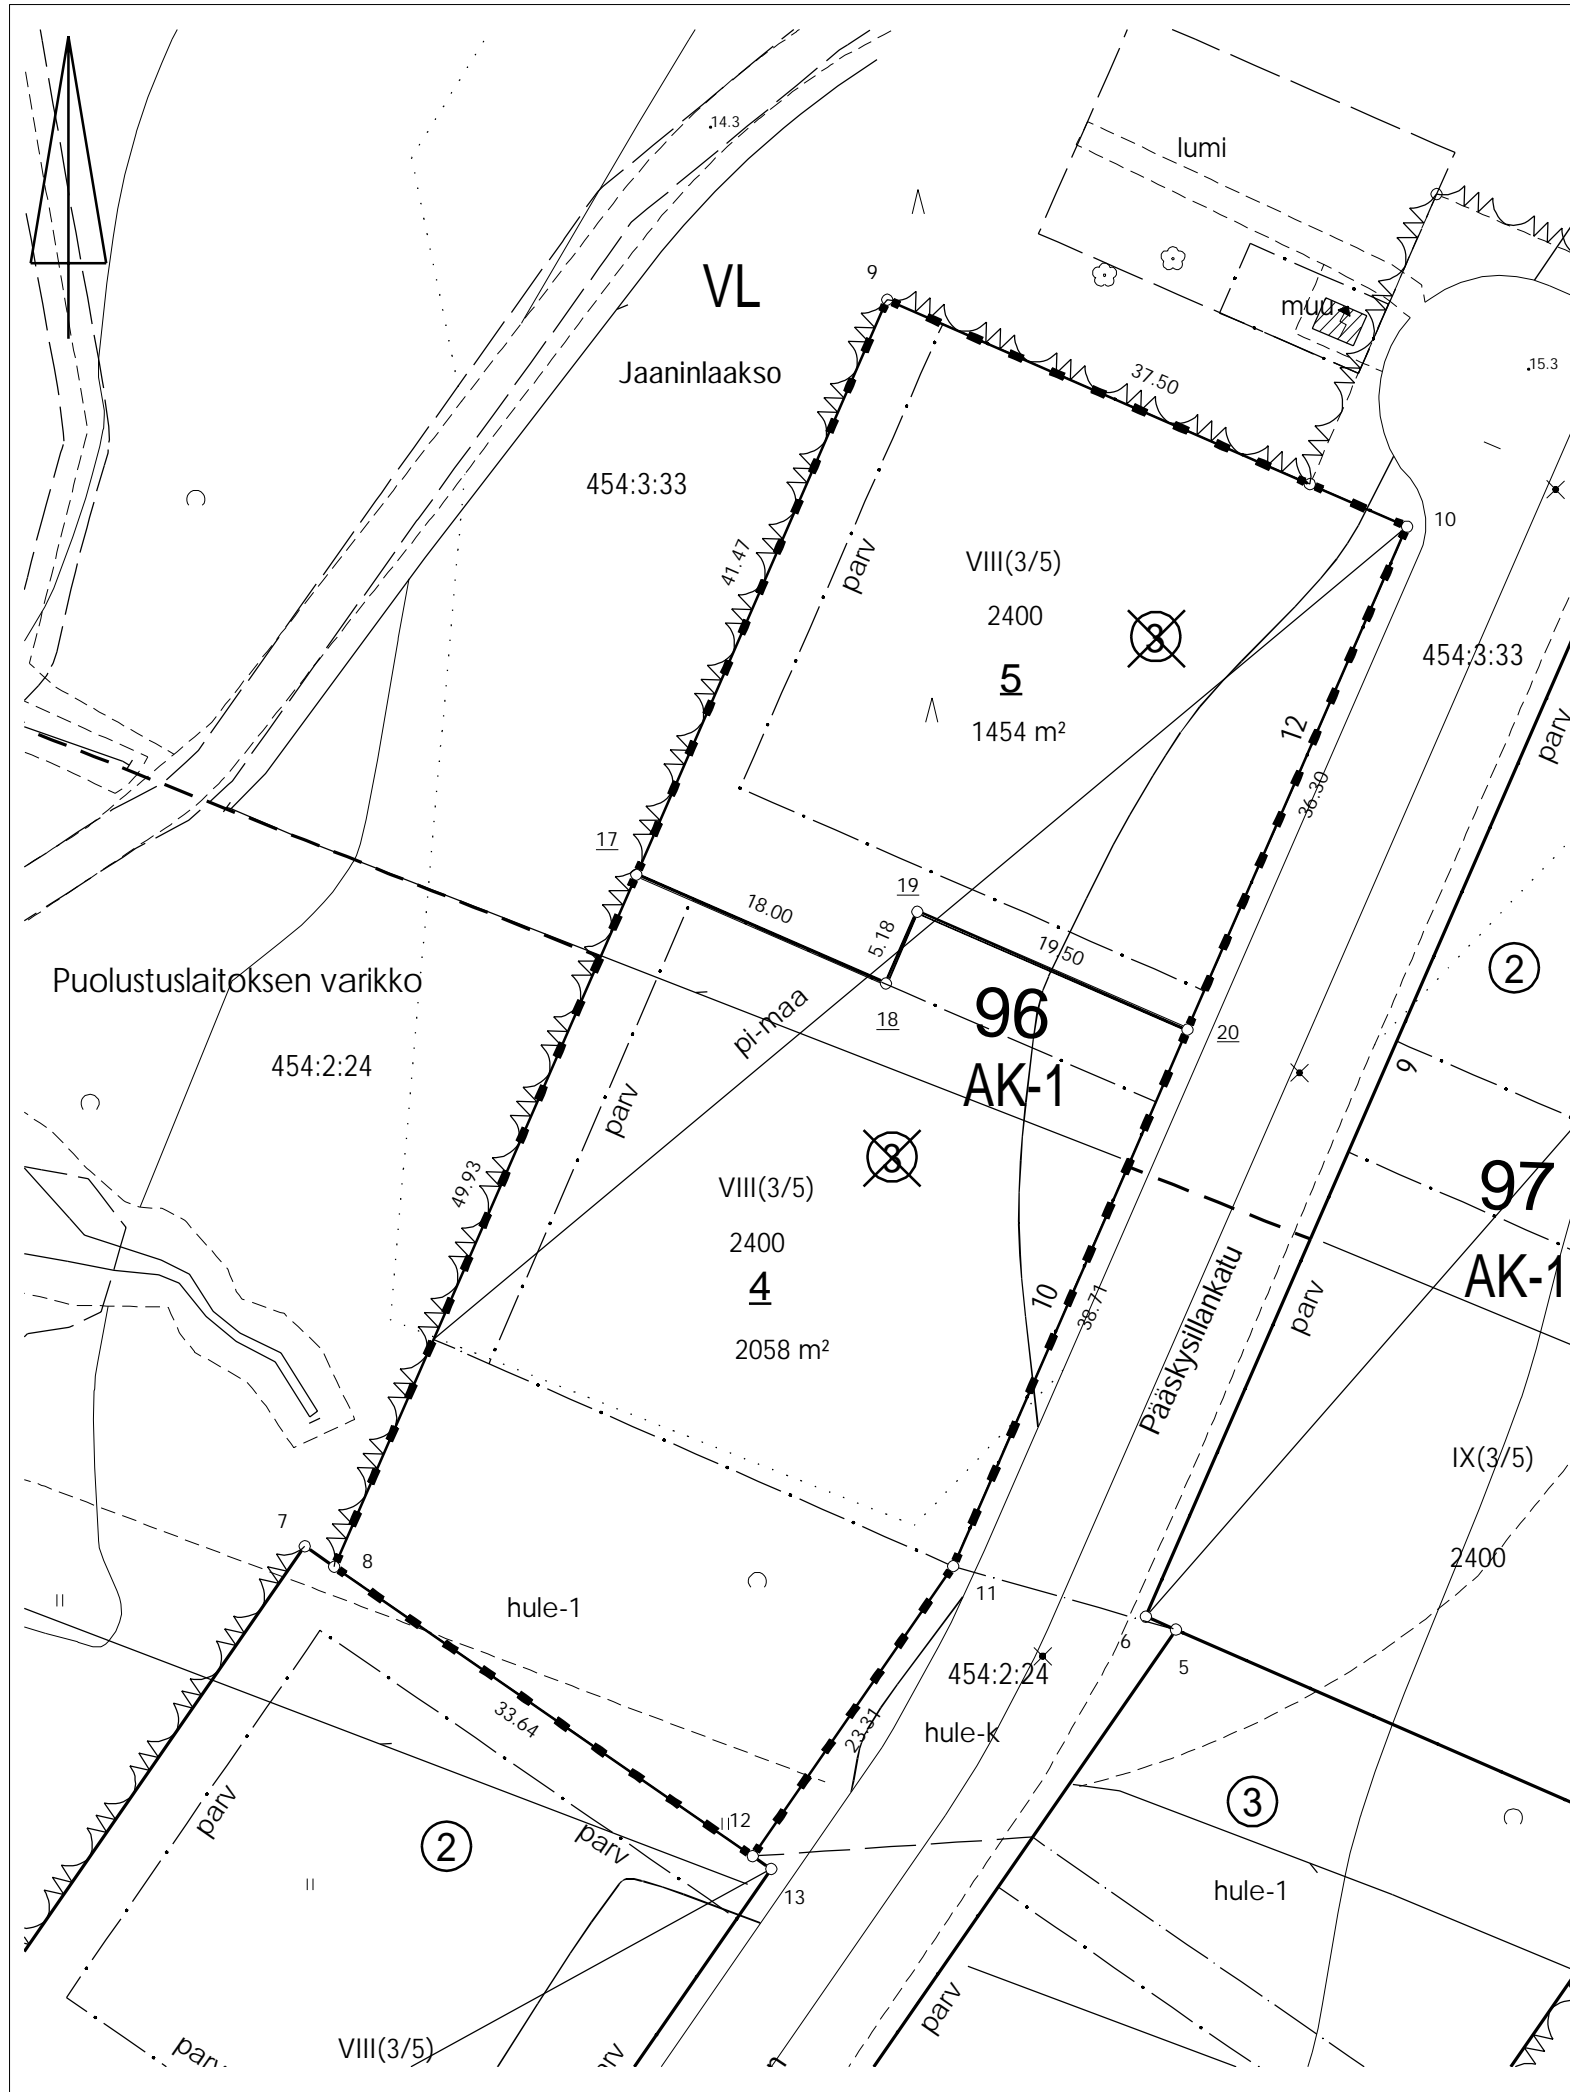 14.3
lumi
VL
9
muu
Jaaninlaakso
37.50
15.3
454:3:33
10
41.47
parv
VIII(3/5)
2400
3
454:3:33
5
1454 m²
12
parv
36.30
17
19
18.00
5.18
19.50
2
Puolustuslaitoksen varikko
pi-maa
18
96
20
454:2:24
AK-1
9
parv
3
49.93
VIII(3/5)
97
2400
AK-1
4
10
38.71
parv
Pääskysillankatu
2058 m²
IX(3/5)
7
8
2400
11
hule-1
6
5
454:2:24
33.64
23.31
hule-k
parv
12
parv
2
3
13
hule-1
parv
VIII(3/5)
parv